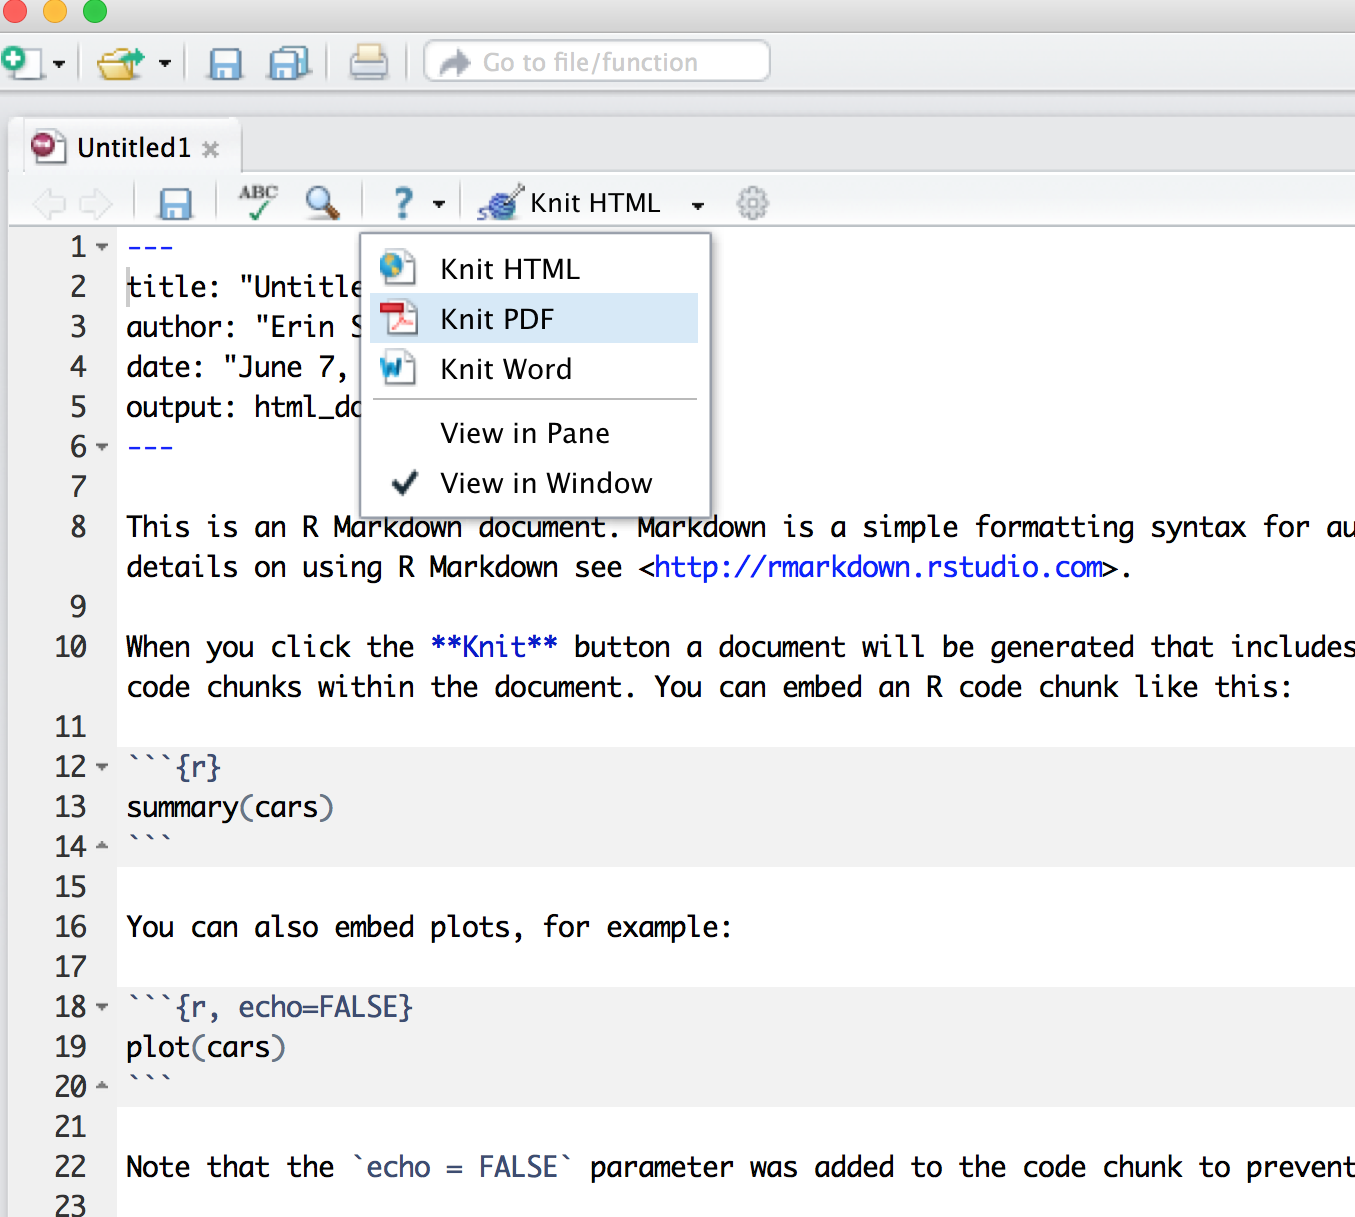 Go to file/function
Untitled1
ABC
? Knit HTML
1 ---
Knit HTML
2 title: "Untitle
Knit PDF
3 author: "Erin S
Knit Word
4 date: "June 7,
5 output: html_do
View in Pane
6 ---
View in Window
7
8 This is an R Markdown document. Markdown is a simple formatting syntax for au
details on using R Markdown see <http://rmarkdown.rstudio.com>.
9
10 When you click the **Knit** button a document will be generated that includes
code chunks within the document. You can embed an R code chunk like this:
11
12 ```{r}
13 summary(cars)
14 ```
15
16 You can also embed plots, for example:
17
18 ```{r, echo=FALSE}
19 plot(cars)
20 ```
21
22 Note that the `echo = FALSE` parameter was added to the code chunk to prevent
23